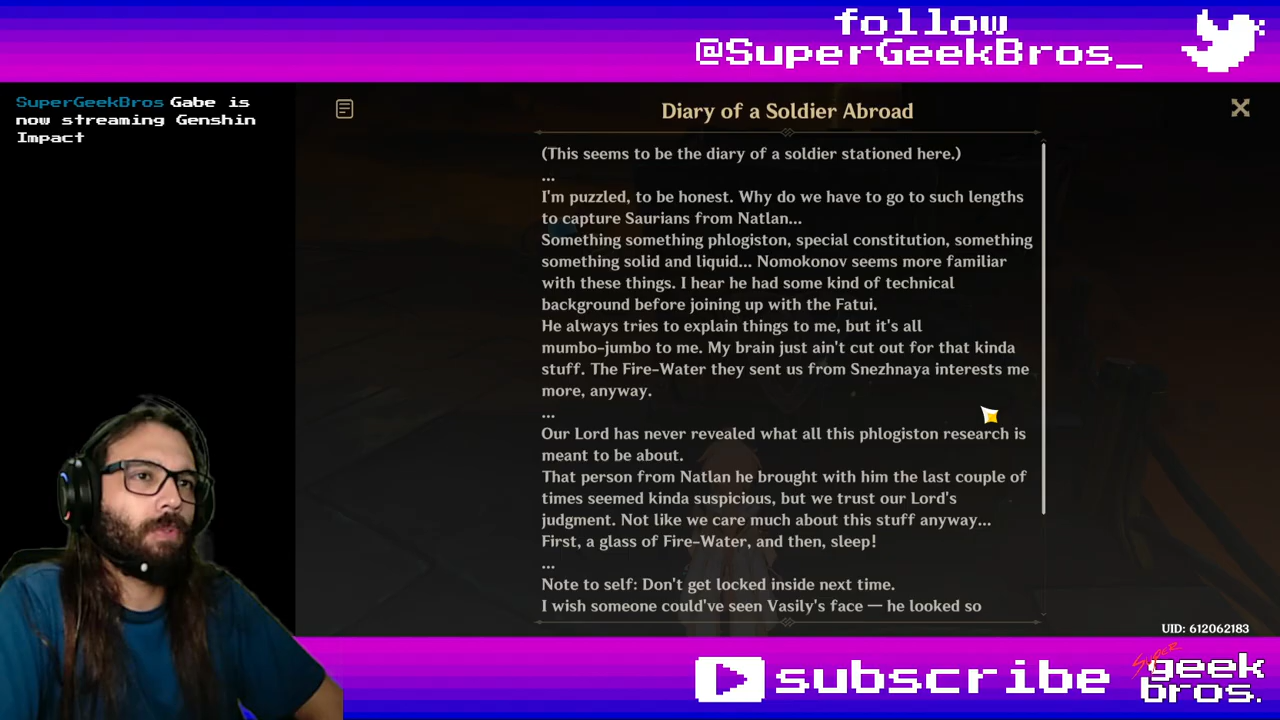 follow
@SuperGeekBros_
SuperGeekBros Gabe is
now streaming Genshin
Impact
Diary of a Soldier Abroad
(This seems to be the diary of a soldier stationed here.)
...
I'm puzzled, to be honest. Why do we have to go to such lengths
to capture Saurians from Natlan...
Something something phlogiston, special constitution, something
something solid and liquid... Nomokonov seems more familiar
with these things. I hear he had some kind of technical
background before joining up with the Fatui.
He always tries to explain things to me, but it's all
mumbo-jumbo to me. My brain just ain't cut out for that kinda
stuff. The Fire-Water they sent us from Snezhnaya interests me
more, anyway.
...
Our Lord has never revealed what all this phlogiston research is
meant to be about.
That person from Natlan he brought with him the last couple of
times seemed kinda suspicious, but we trust our Lord's
judgment. Not like we care much about this stuff anyway...
First, a glass of Fire-Water, and then, sleep!
...
Note to self: Don't get locked inside next time.
I wish someone could've seen Vasily's face — he looked so
UID: 612062183
subscribe
super
geek
bros.